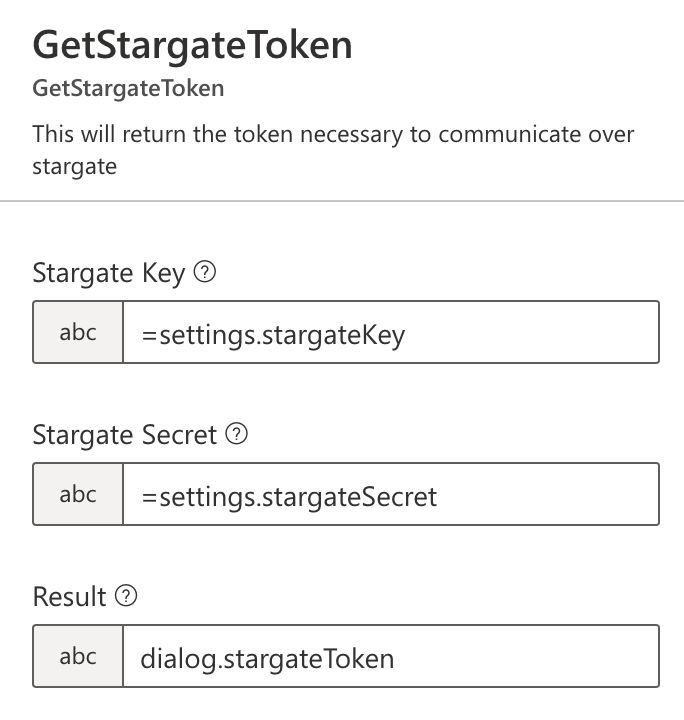 GetStargateToken
GetStargateToken
This will return the token necessary to communicate over
stargate
Stargate Key ?
abc =settings.stargateKey
Stargate Secret ?
abc =settings.stargateSecret
Result ?
abc dialog.stargateToken